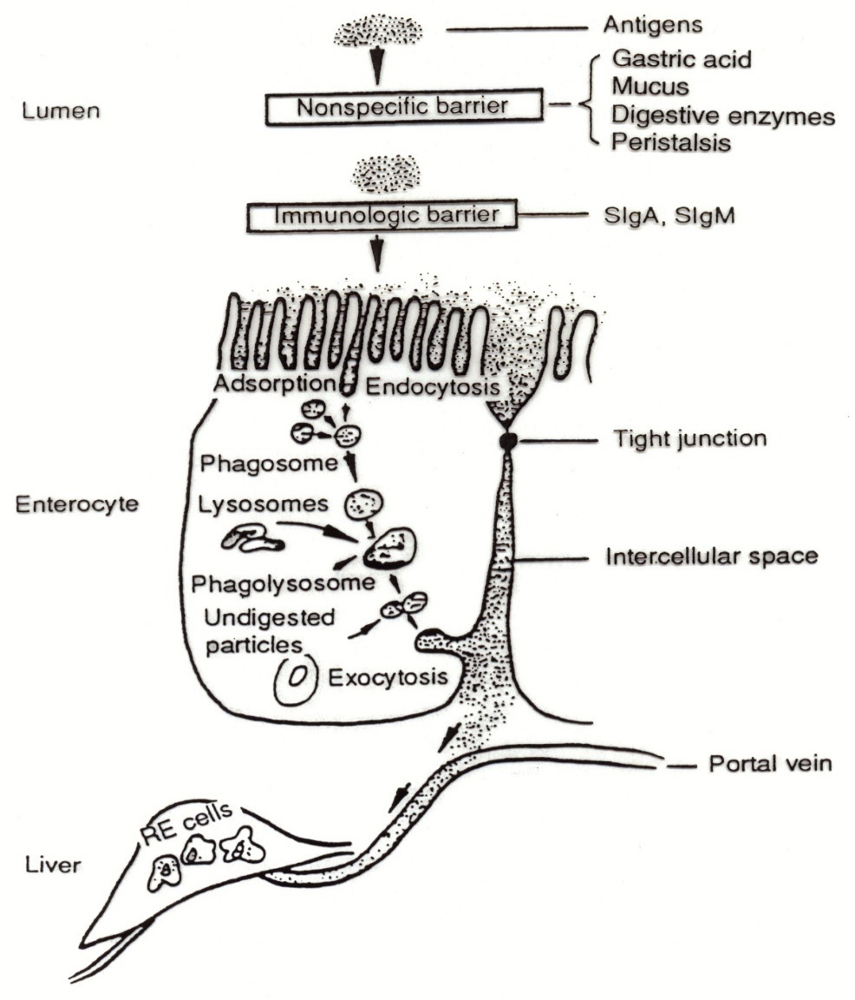 Antigens
Gastric acid
Mucus
Digestive enzymes
Peristalsis
Lumen
Nonspecific barrier
Immunologic barrier
SIgA, SIgM
Adsorption
Endocytosis
Tight junction
Phagosome
Enterocyte
Lysosomes
Intercellular space
Phagolysosome
Undigested
particles
Exocytosis
Portal vein
RE cells
Liver